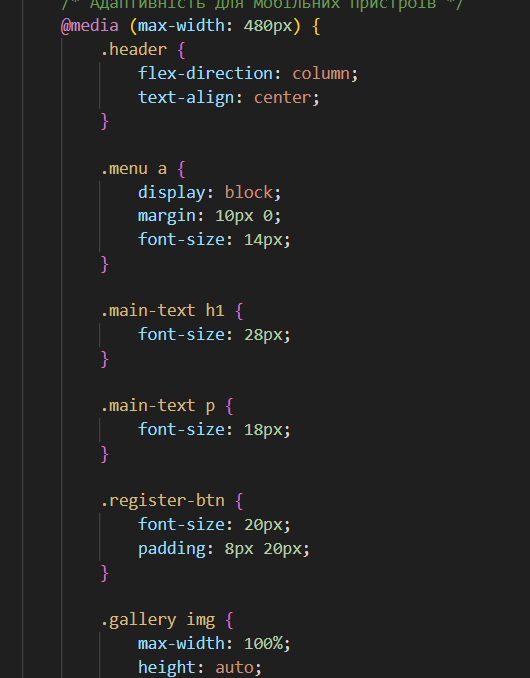 /* Адаптивність для мобільних пристроїв */
@media (max-width: 480px) {
.header {
flex-direction: column;
text-align: center;
}
.menu a {
display: block;
margin: 10px 0;
font-size: 14px;
}
.main-text h1 {
font-size: 28px;
}
.main-text p {
font-size: 18px;
}
.register-btn {
font-size: 20px;
padding: 8px 20px;
}
.gallery img {
max-width: 100%;
height: auto;